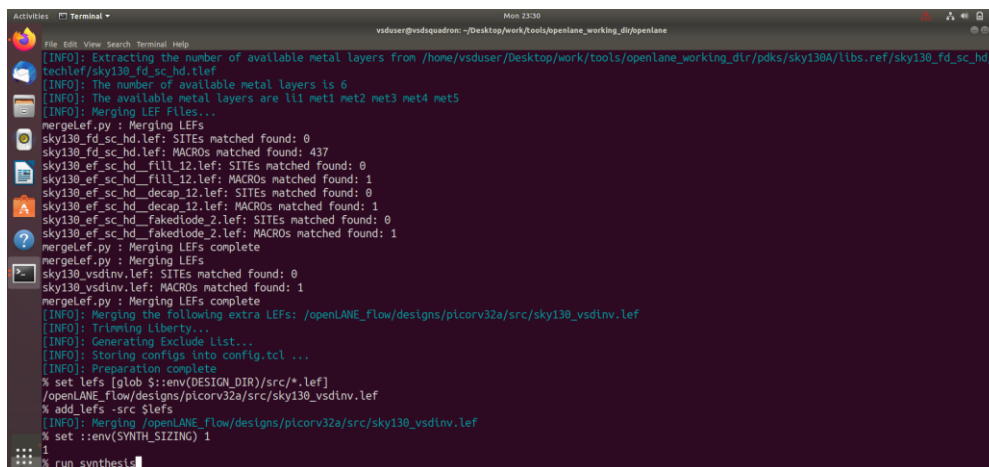 Activities Terminal Mon 23:30
vsduser@vsdsquadron: ~/Desktop/work/tools/openlane_working_dir/openlane
File Edit View Search Terminal Help
[INFO]: Extracting the number of available metal layers from /home/vsduser/Desktop/work/tools/openlane_working_dir/pdks/sky130A/libs.ref/sky130_fd_sc_hd
techlef/sky130_fd_sc_hd.tlef
[INFO]: The number of available metal layers is 6
[INFO]: The available metal layers are li1 met1 met2 met3 met4 met5
[INFO]: Merging LEF Files...
mergeLef.py : Merging LEFs
sky130_fd_sc_hd.lef: SITEs matched found: 0
sky130_fd_sc_hd.lef: MACROs matched found: 437
sky130_ef_sc_hd__fill_12.lef: SITEs matched found: 0
sky130_ef_sc_hd__fill_12.lef: MACROs matched found: 1
sky130_ef_sc_hd__decap_12.lef: SITEs matched found: 0
sky130_ef_sc_hd__decap_12.lef: MACROs matched found: 1
sky130_ef_sc_hd__fakediode_2.lef: SITEs matched found: 0
sky130_ef_sc_hd__fakediode_2.lef: MACROs matched found: 1
mergeLef.py : Merging LEFs complete
mergeLef.py : Merging LEFs
sky130_vsdinv.lef: SITEs matched found: 0
sky130_vsdinv.lef: MACROs matched found: 1
mergeLef.py : Merging LEFs complete
[INFO]: Merging the following extra LEFs: /openLANE_flow/designs/picorv32a/src/sky130_vsdinv.lef
[INFO]: Trimming Liberty...
[INFO]: Generating Exclude List...
[INFO]: Storing configs into config.tcl ...
[INFO]: Preparation complete
% set lefs [glob $::env(DESIGN_DIR)/src/*.lef]
/openLANE_flow/designs/picorv32a/src/sky130_vsdinv.lef
% add_lefs -src $lefs
[INFO]: Merging /openLANE_flow/designs/picorv32a/src/sky130_vsdinv.lef
% set ::env(SYNTH_SIZING) 1
1
% run_synthesis